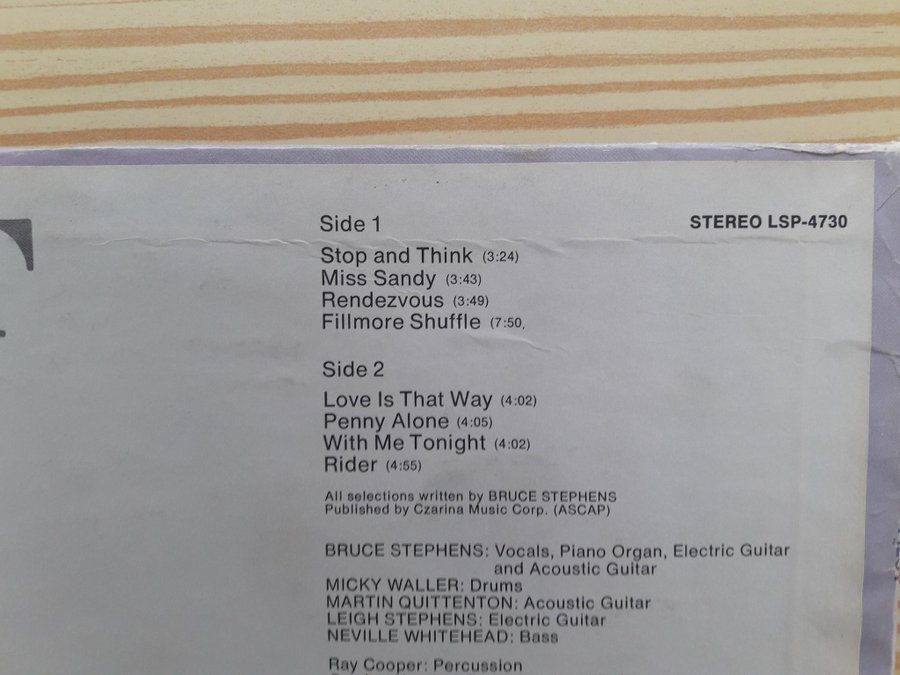 Side 1
STEREO LSP-4730
Stop and Think (3:24)
Miss Sandy (3:43)
Rendezvous (3:49)
Fillmore Shuffle (7:50,
Side 2
Love Is That Way (4:02)
Penny Alone (4:05)
With Me Tonight (4:02)
Rider (4:55)
All selections written by BRUCE STEPHENS
Published by Czarina Music Corp. (ASCAP)
BRUCE STEPHENS: Vocals, Piano Organ, Electric Guitar
and Acoustic Guitar
MICKY WALLER: Drums
MARTIN QUITTENTON: Acoustic Guitar
LEIGH STEPHENS: Electric Guitar
NEVILLE WHITEHEAD: Bass
Ray Cooper: Percussion